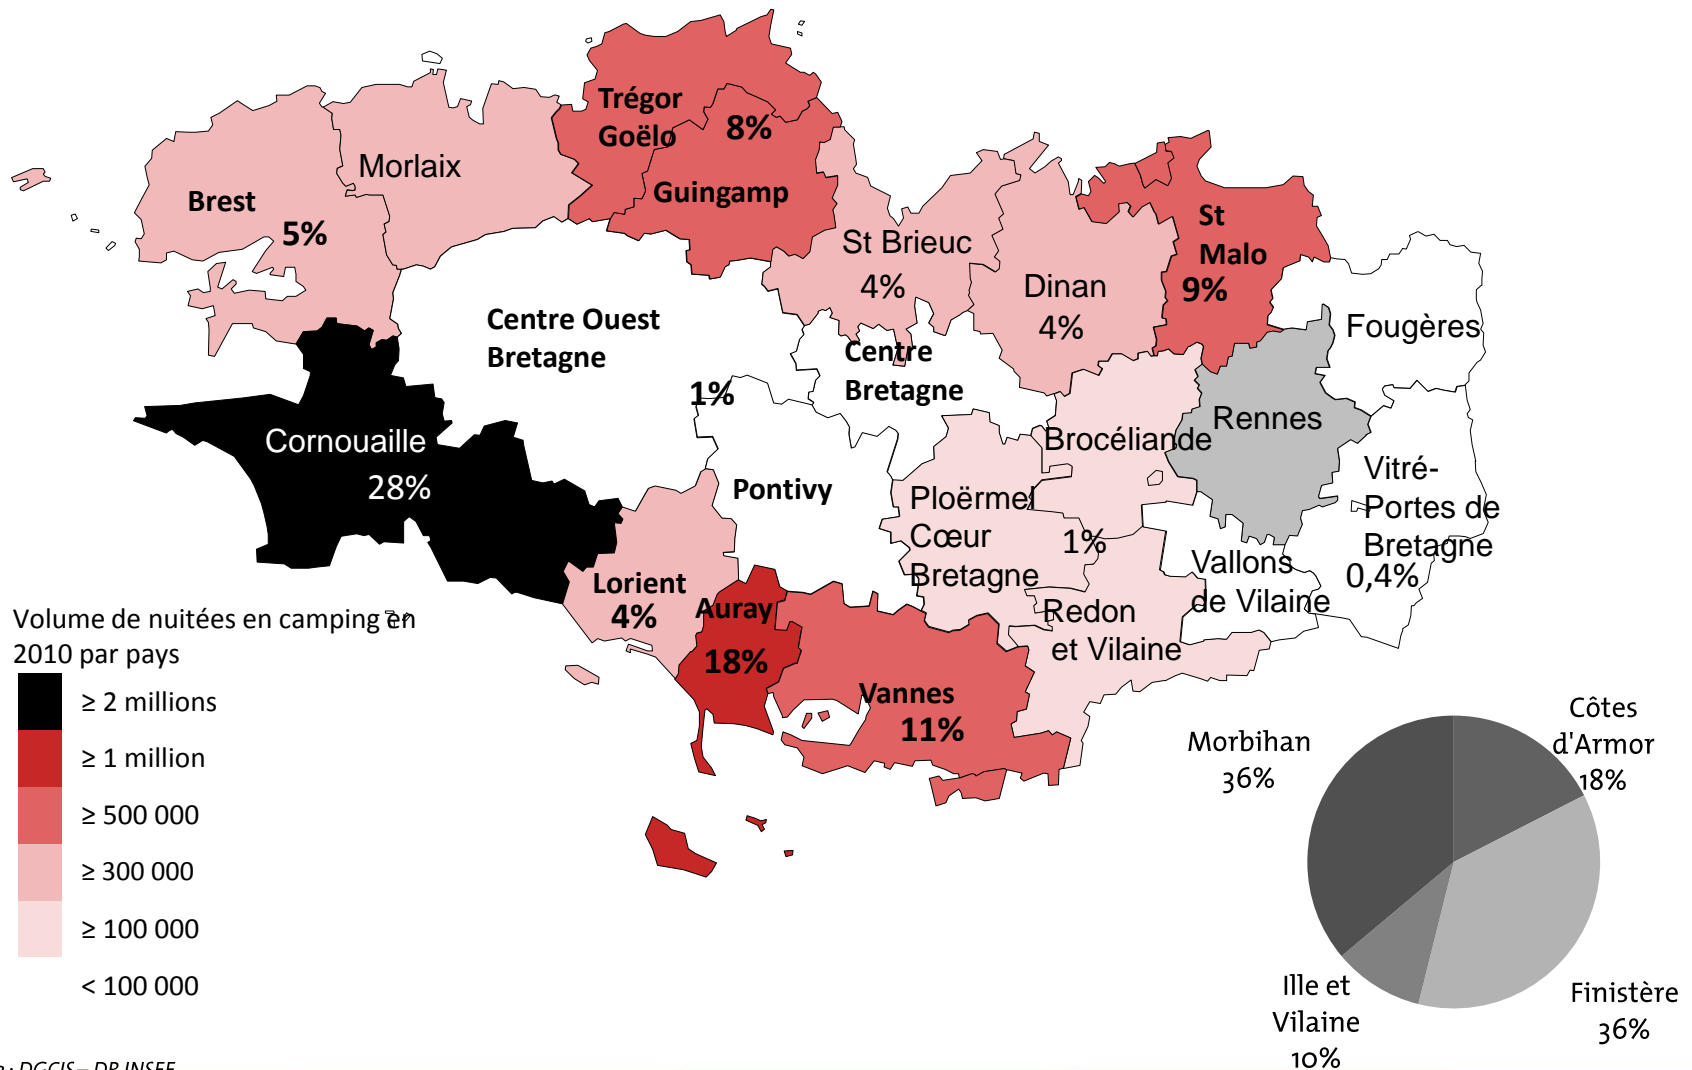 Trégor
Goëlo
8%
Guingamp
Morlaix
Brest
5%
St Brieuc
4%
Dinan
4%
St
Malo
9%
Fougères
Centre Ouest
Bretagne
1%
Centre
Bretagne
Cornouaille
28%
Pontivy
Brocéliande
Rennes
Vitré-
Portes de
Bretagne
0,4%
Ploërmel
Cœur
Bretagne
1%
Vallons
de Vilaine
Redon
et Vilaine
Lorient
4%
Auray
18%
Vannes
11%
Volume de nuitées en camping en
2010 par pays
≥ 2 millions
≥ 1 million
≥ 500 000
≥ 300 000
≥ 100 000
< 100 000
Côtes
d'Armor
18%
Morbihan
36%
Ille et
Vilaine
10%
Finistère
36%
: DGCIS – DR INSEE